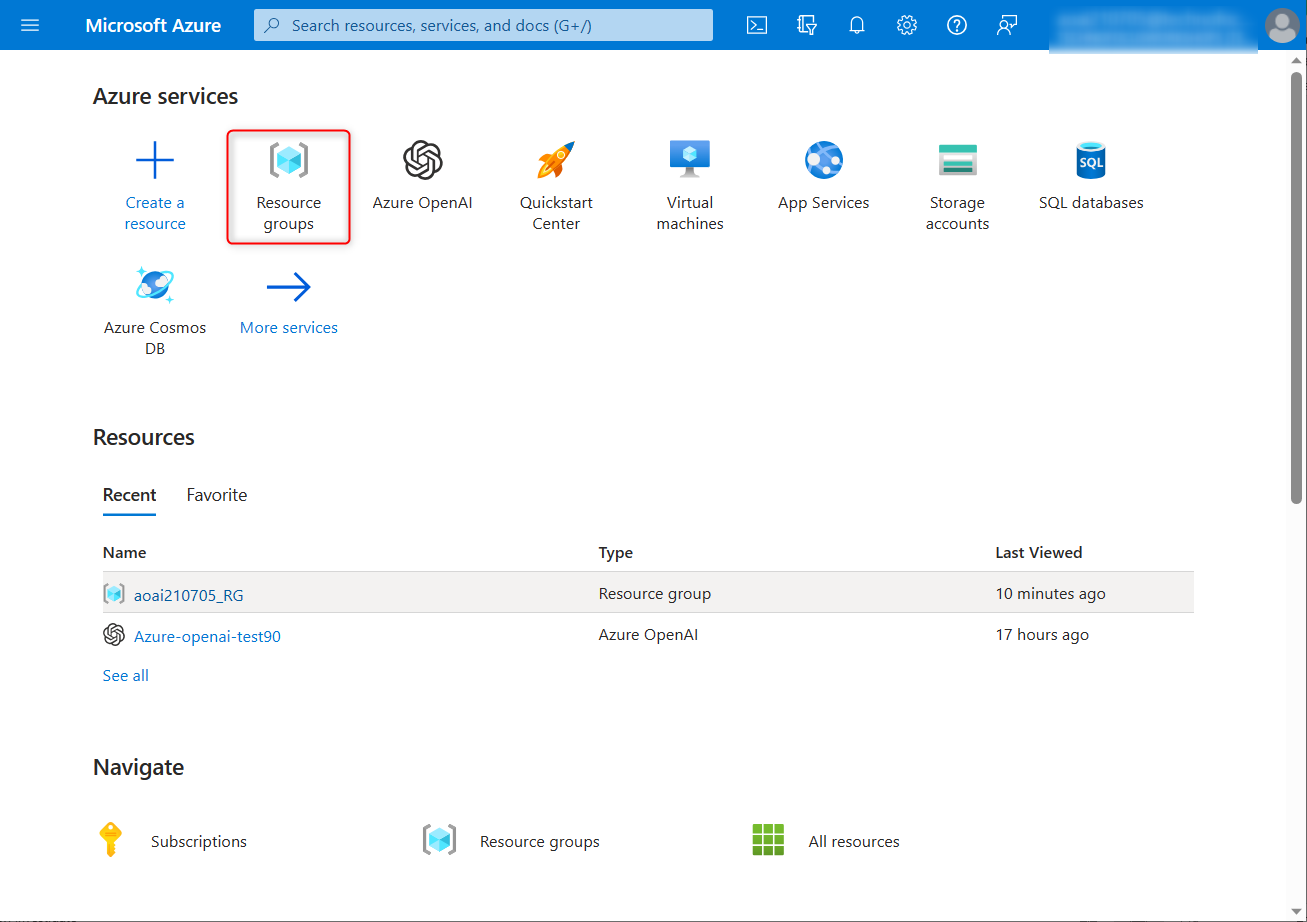 Microsoft Azure
Search resources, services, and docs (G+/)
Azure services
Create a
resource
Resource
groups
Azure OpenAI
Quickstart
Center
Virtual
machines
App Services
Storage
accounts
SQL
SQL databases
Azure Cosmos
DB
More services
Resources
Recent Favorite
Name Type Last Viewed
aoai210705_RG Resource group 10 minutes ago
Azure-openai-test90 Azure OpenAI 17 hours ago
See all
Navigate
Subscriptions Resource groups All resources